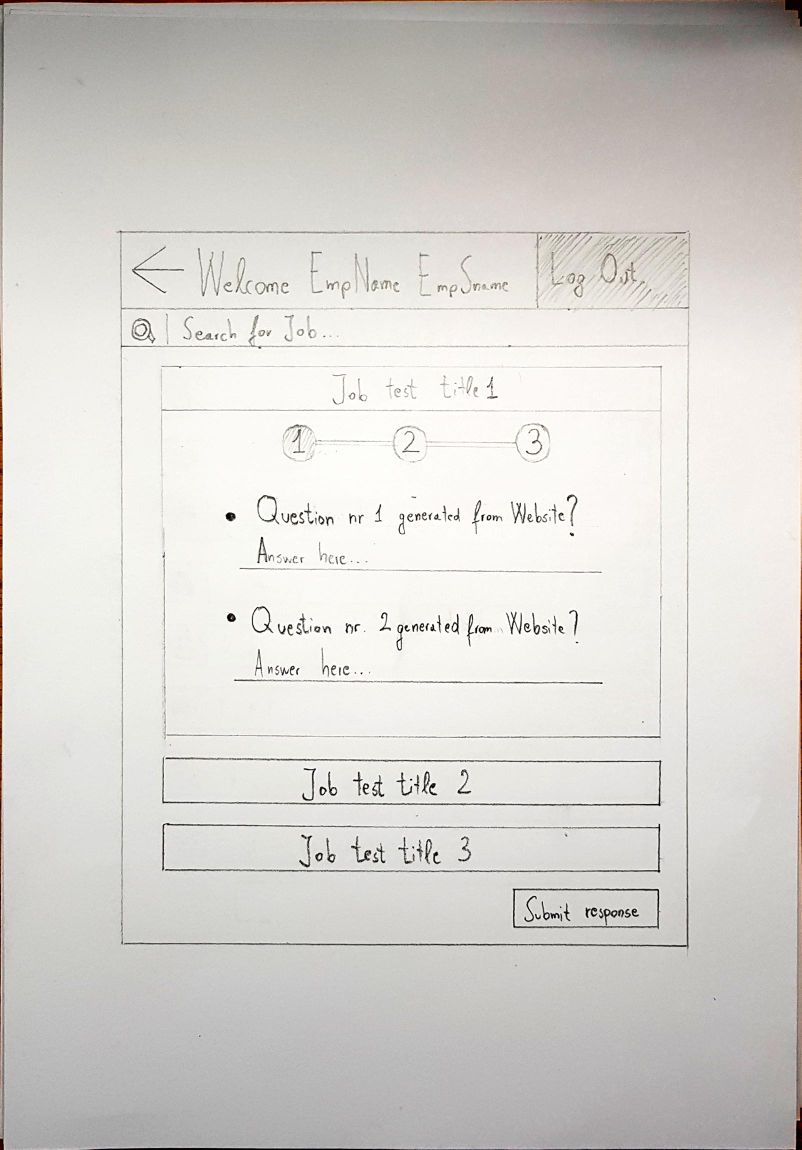 Welcome EmpName EmpSname
Log Out
Search for Job...
Job test title 1
1 2 3
Question nr 1 generated from Website?
Answer here...
Question nr. 2 generated from Website?
Answer here...
Job test title 2
Job test title 3
Submit response